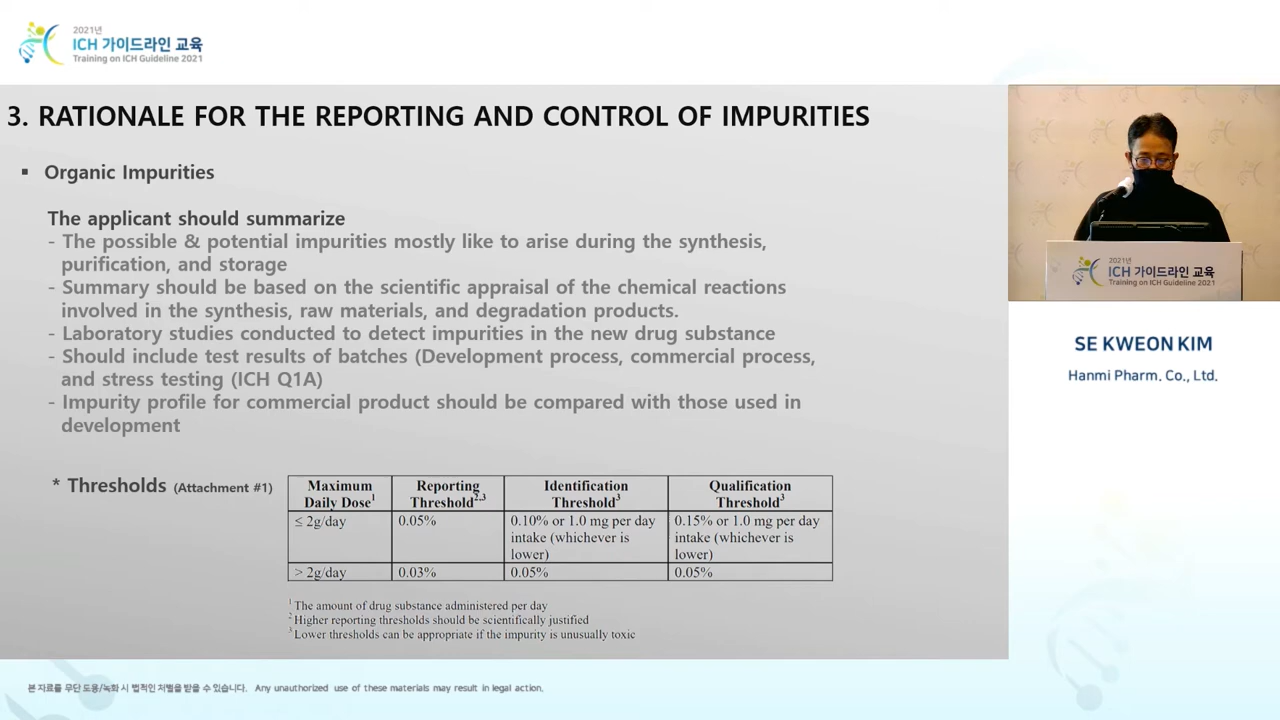 2021년
ICH 가이드라인 교육
Training on ICH Guideline 2021
3. RATIONALE FOR THE REPORTING AND CONTROL OF IMPURITIES
▪ Organic Impurities
The applicant should summarize
- The possible & potential impurities mostly like to arise during the synthesis,
purification, and storage
- Summary should be based on the scientific appraisal of the chemical reactions
involved in the synthesis, raw materials, and degradation products.
- Laboratory studies conducted to detect impurities in the new drug substance
- Should include test results of batches (Development process, commercial process,
and stress testing (ICH Q1A)
- Impurity profile for commercial product should be compared with those used in
development
* Thresholds (Attachment #1)
Maximum Daily Dose1 Reporting Threshold2,3 Identification Threshold3 Qualification Threshold3
≤ 2g/day 0.05% 0.10% or 1.0 mg per day intake (whichever is lower) 0.15% or 1.0 mg per day intake (whichever is lower)
> 2g/day 0.03% 0.05% 0.05%
1 The amount of drug substance administered per day
2 Higher reporting thresholds should be scientifically justified
3 Lower thresholds can be appropriate if the impurity is unusually toxic
2021년
ICH 가이드라인 교육
Training on ICH Guideline 2021
SE KWEON KIM
Hanmi Pharm. Co., Ltd.
본 자료를 무단 도용/녹화 시 법적인 처벌을 받을 수 있습니다. Any unauthorized use of these materials may result in legal action.